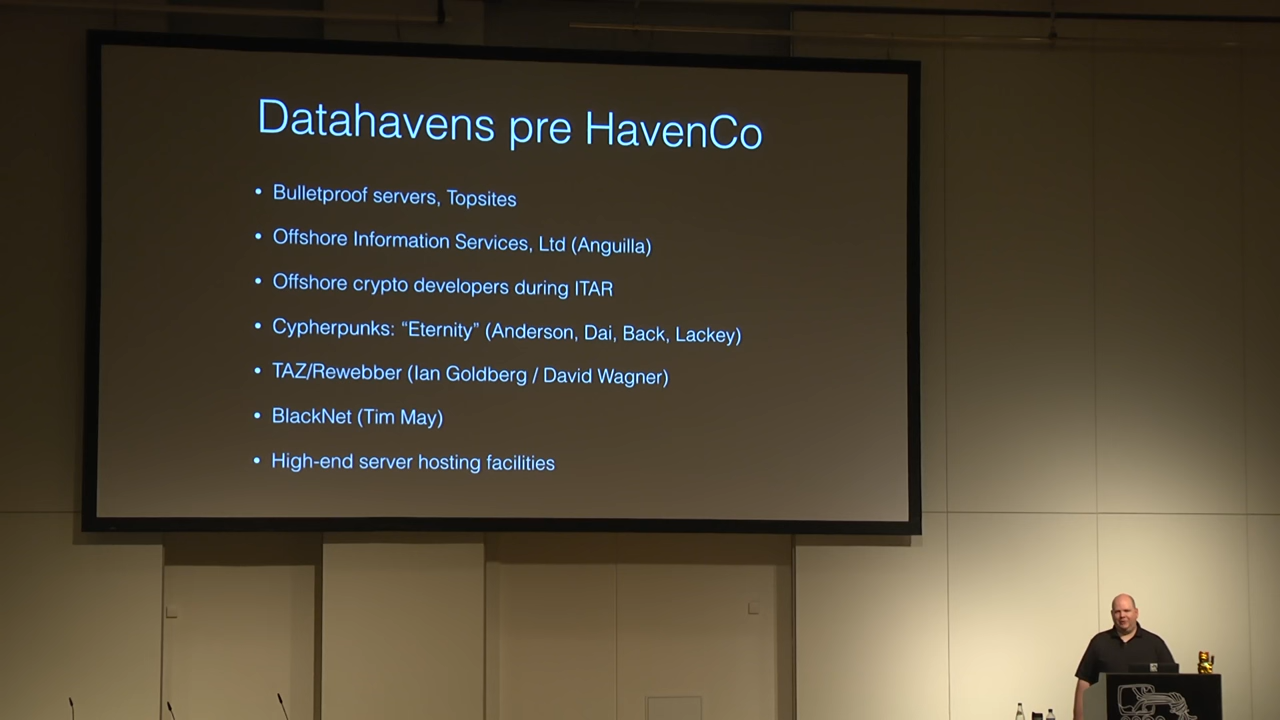 Datahavens pre HavenCo
• Bulletproof servers, Topsites
• Offshore Information Services, Ltd (Anguilla)
• Offshore crypto developers during ITAR
• Cypherpunks: “Eternity” (Anderson, Dai, Back, Lackey)
• TAZ/Rewebber (Ian Goldberg / David Wagner)
• BlackNet (Tim May)
• High-end server hosting facilities